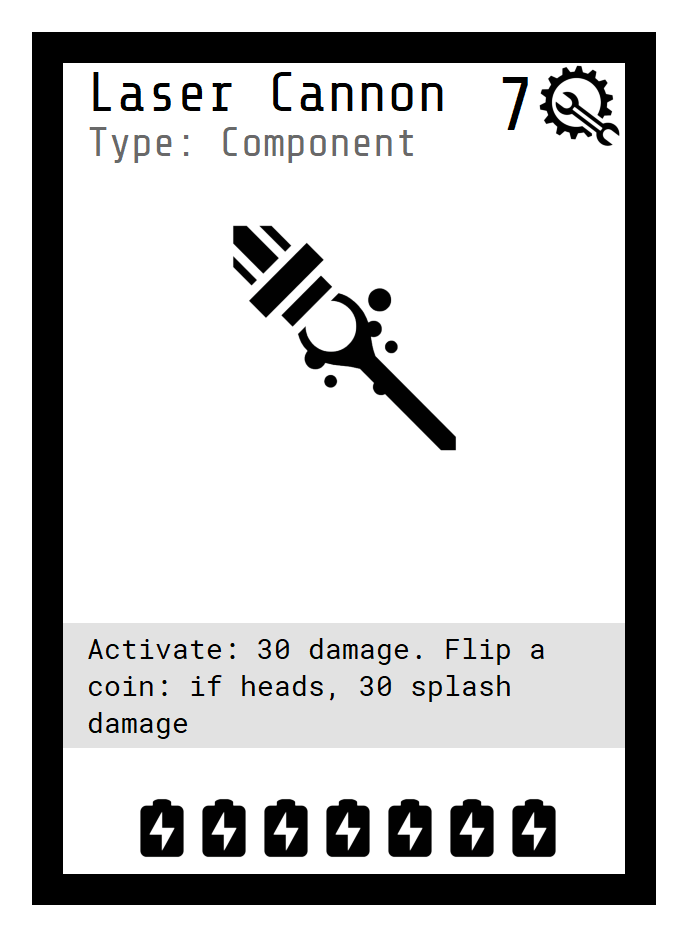 Laser Cannon
7
Type: Component
Activate: 30 damage. Flip a
coin: if heads, 30 splash
damage